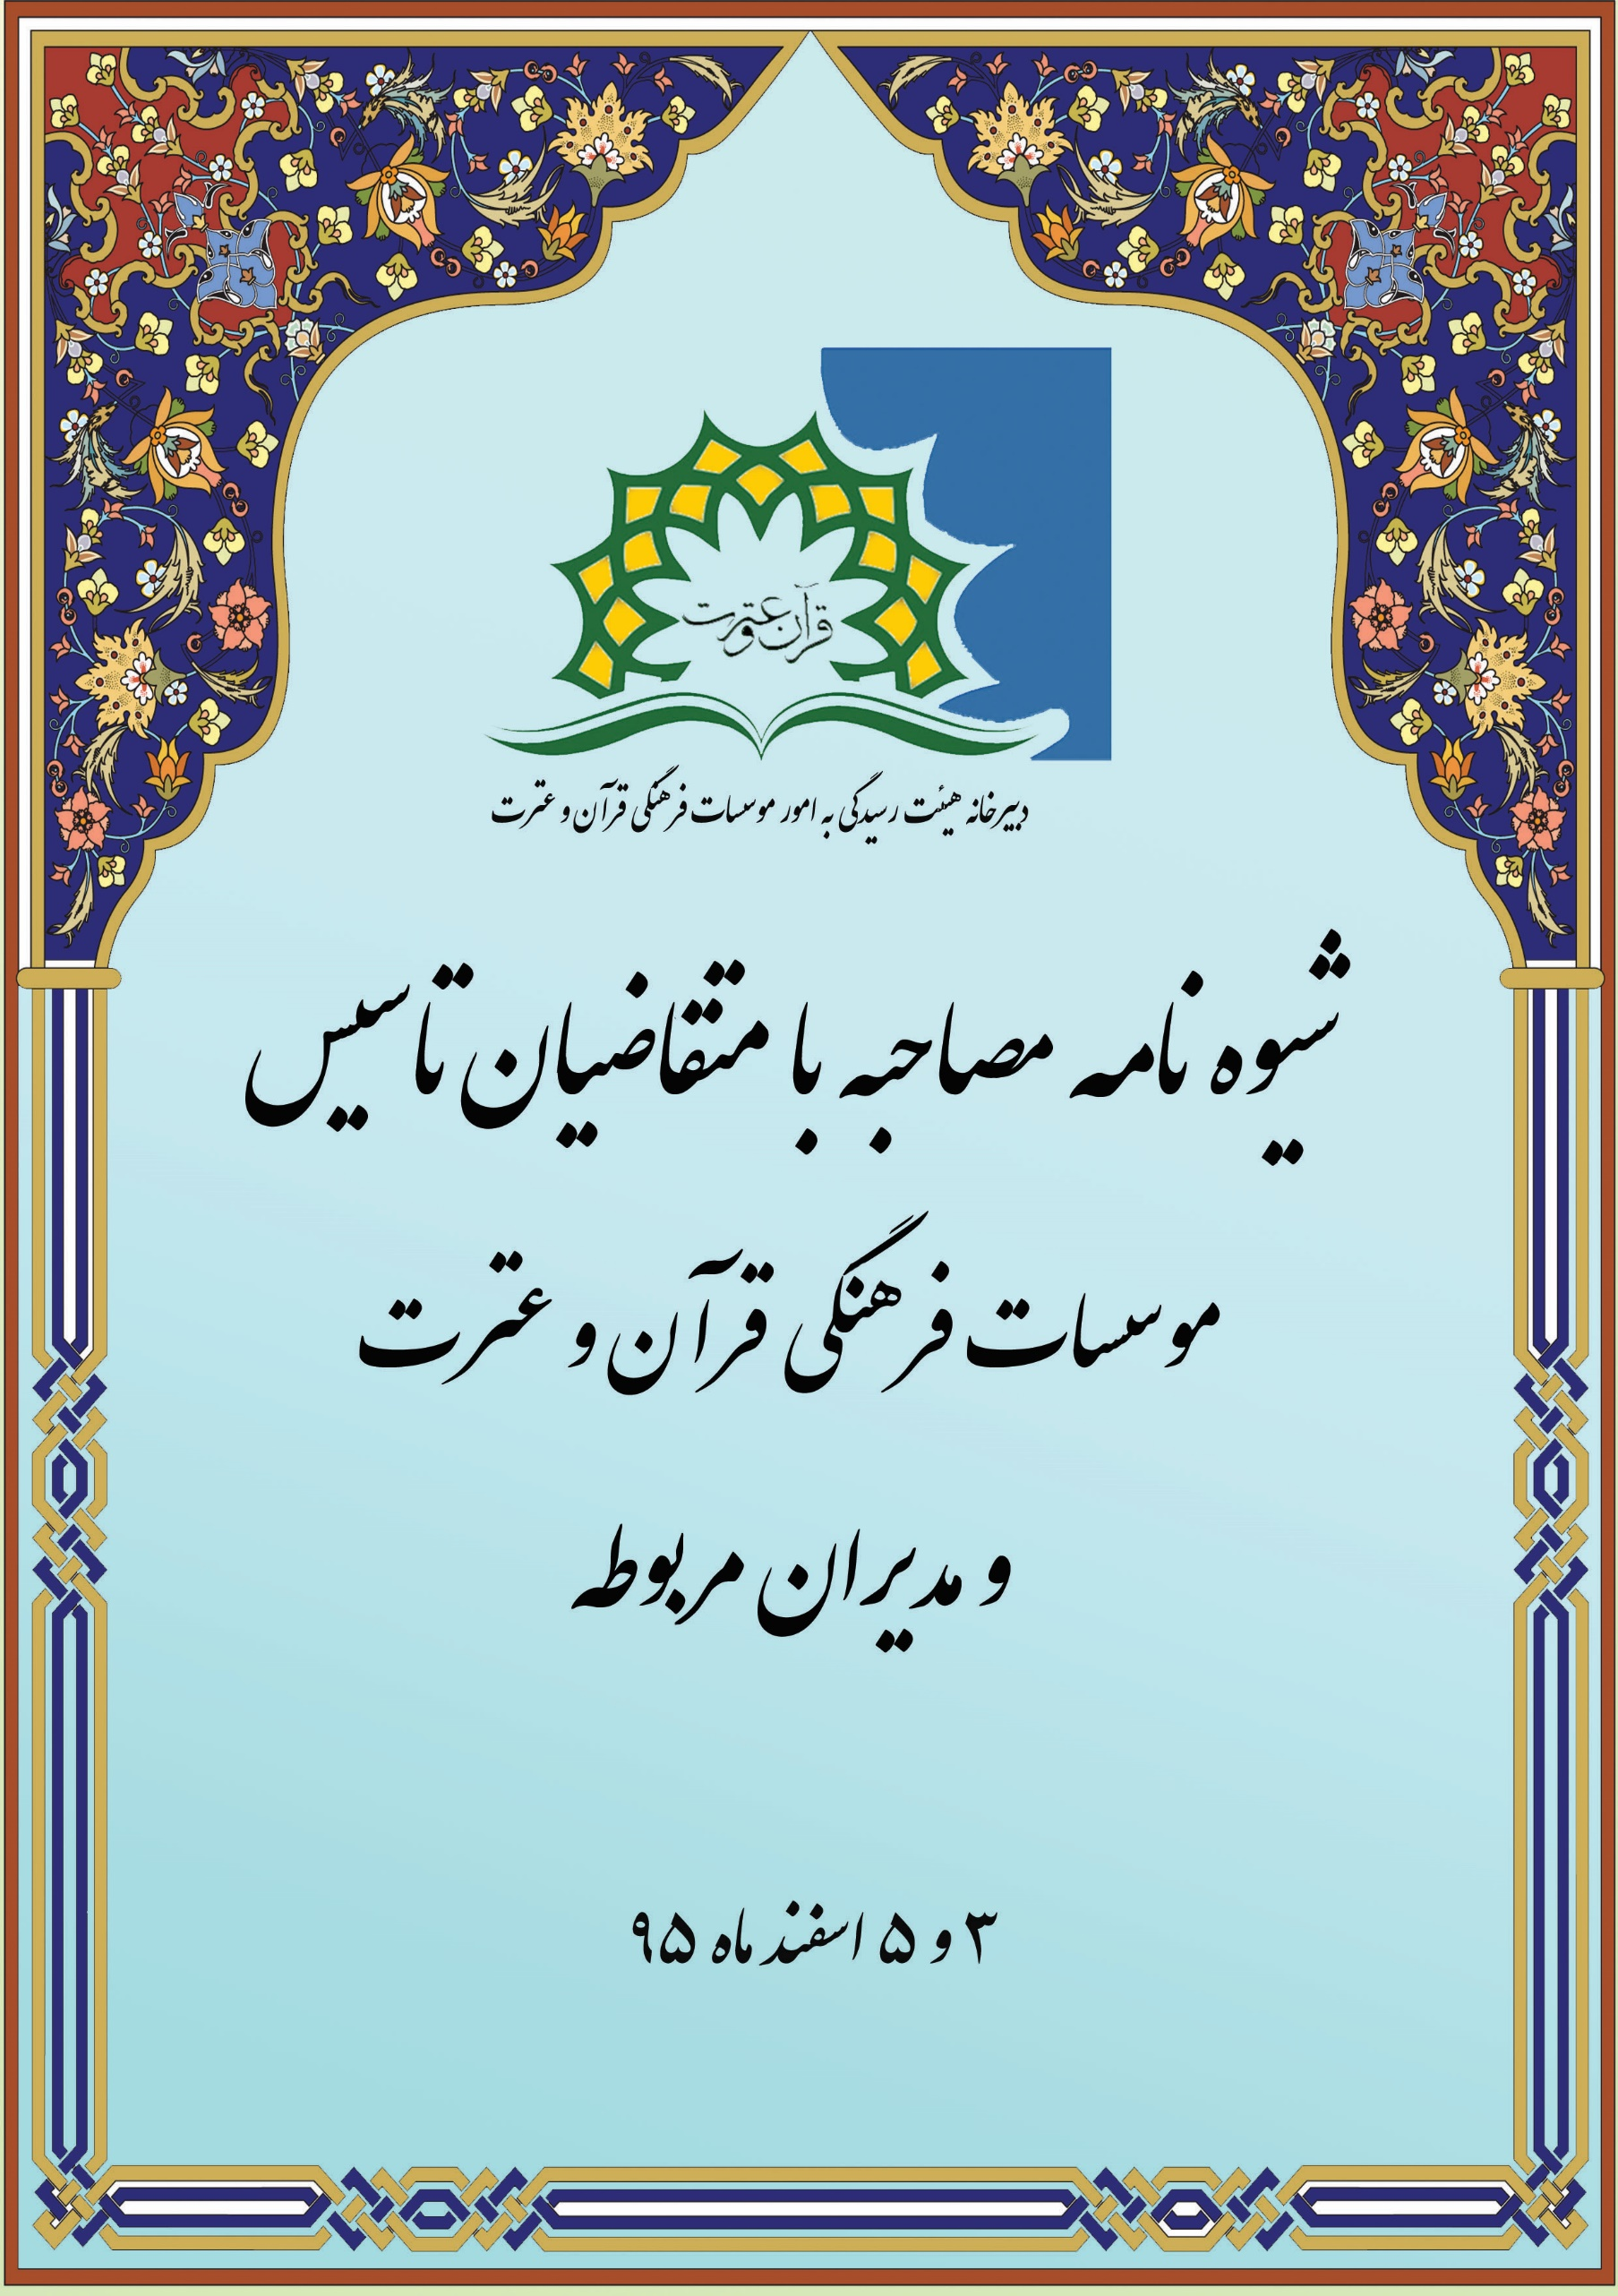 قرآن و عترت
دبیرخانه هیئت رسیدگی به امور موسسات فرهنگی قرآن و عترت
شیوه نامه مصاحبه با متقاضیان تاسیس
موسسات فرهنگی قرآن و عترت
و مدیران مربوطه
۳ و ۵ اسفند ماه ۹۵